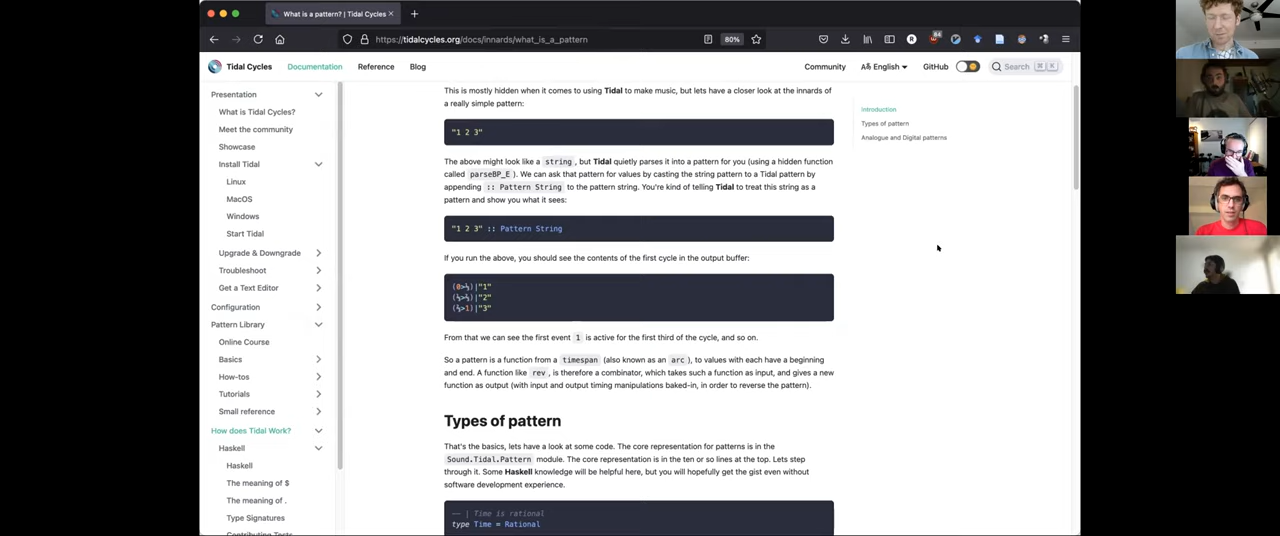 What is a pattern? | Tidal Cycles
https://tidalcycles.org/docs/innards/what_is_a_pattern
80%
84
Tidal Cycles
Documentation
Reference
Blog
Community
English
GitHub
Search
Presentation
What is Tidal Cycles?
Meet the community
Showcase
Install Tidal
Linux
MacOS
Windows
Start Tidal
Upgrade & Downgrade
Troubleshoot
Get a Text Editor
Configuration
Pattern Library
Online Course
Basics
How-tos
Tutorials
Small reference
How does Tidal Work?
Haskell
Haskell
The meaning of $
The meaning of .
Type Signatures
Contributing Tests
This is mostly hidden when it comes to using Tidal to make music, but lets have a closer look at the innards
of a really simple pattern:
"1 2 3"
The above might look like a string, but Tidal quietly parses it into a pattern for you (using a hidden function
called parseBP_E). We can ask that pattern for values by casting the string pattern to a Tidal pattern by
appending :: Pattern String to the pattern string. You're kind of telling Tidal to treat this string as a
pattern and show you what it sees:
"1 2 3" :: Pattern String
If you run the above, you should see the contents of the first cycle in the output buffer:
(0>⅓)|"1"
(⅓>⅔)|"2"
(⅔>1)|"3"
From that we can see the first event 1 is active for the first third of the cycle, and so on.
So a pattern is a function from a timespan (also known as an arc), to values with each have a beginning
and end. A function like rev, is therefore a combinator, which takes such a function as input, and gives a new
function as output (with input and output timing manipulations baked-in, in order to reverse the pattern).
Types of pattern
That's the basics, lets have a look at some code. The core representation for patterns is in the
Sound.Tidal.Pattern module. The core representation is in the ten or so lines at the top. Lets step
through it. Some Haskell knowledge will be helpful here, but you will hopefully get the gist even without
software development experience.
-- | Time is rational
type Time = Rational
Introduction
Types of pattern
Analogue and Digital patterns